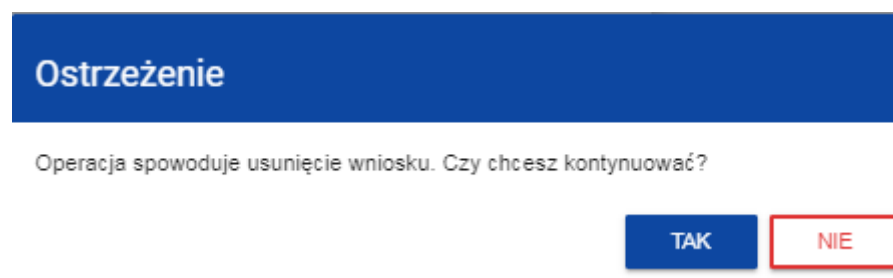 Ostrzeżenie
Operacja spowoduje usunięcie wniosku. Czy chcesz kontynuować?
TAK NIE